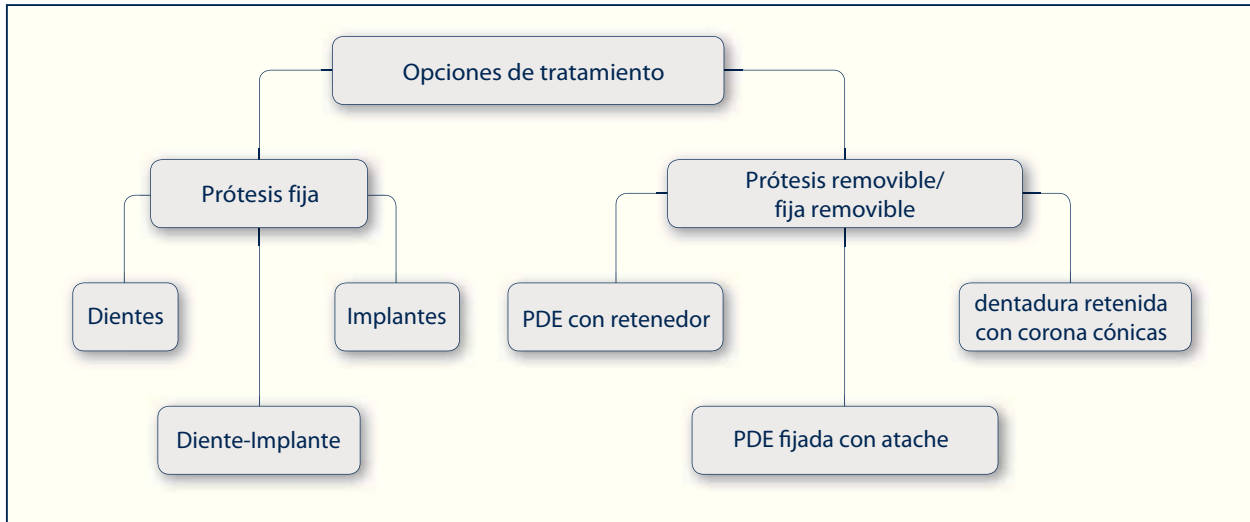 Opciones de tratamiento
Prótesis fija
Prótesis removible/
fija removible
Dientes
Implantes
PDE con retenedor
dentadura retenida
con corona cónicas
Diente-Implante
PDE fijada con atache